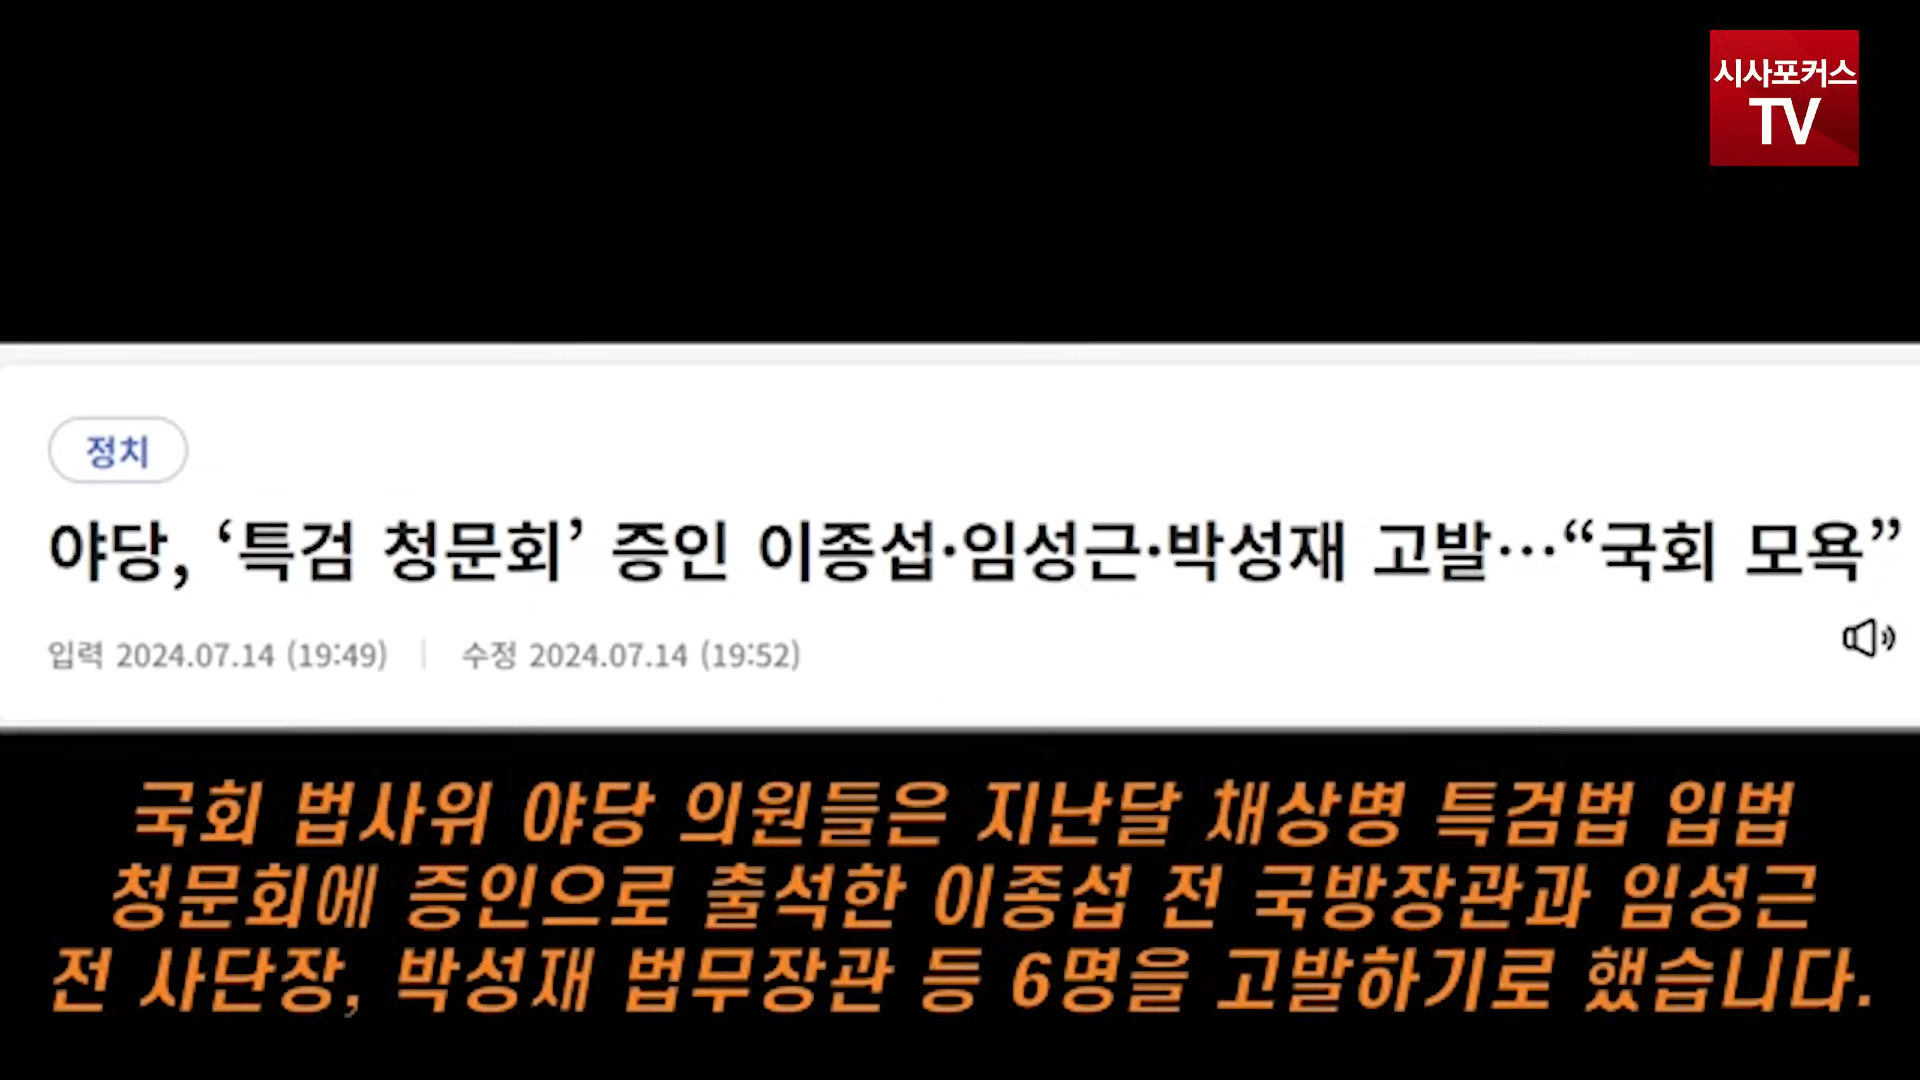 시사포커스
TV
정치
야당, ‘특검 청문회’ 증인 이종섭·임성근·박성재 고발…“국회 모욕”
입력 2024.07.14 (19:49) | 수정 2024.07.14 (19:52)
국회 법사위 야당 의원들은 지난달 채상병 특검법 입법
청문회에 증인으로 출석한 이종섭 전 국방장관과 임성근
전 사단장, 박성재 법무장관 등 6명을 고발하기로 했습니다.